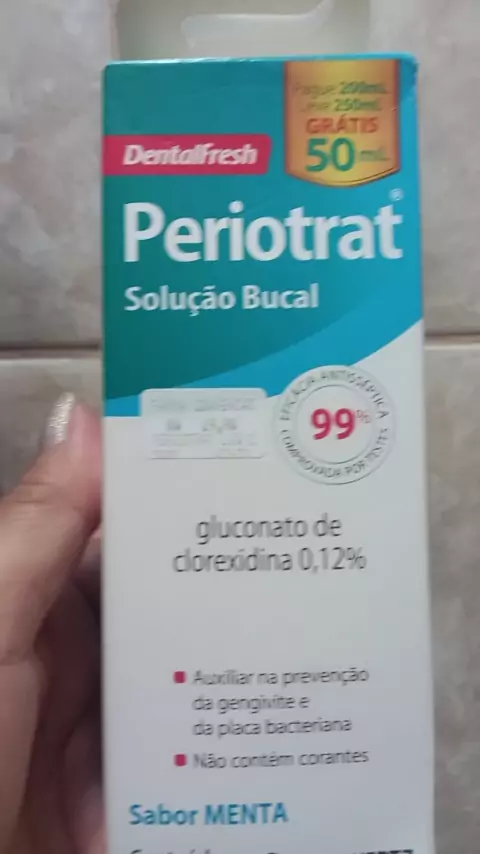 Pague 200mL
Leve 250mL
GRÁTIS
50 mL
DentalFresh
Periotrat®
Solução Bucal
EFICÁCIA ANTISSÉPTICA
99%
COMPROVADA POR TESTES
gluconato de
clorexidina 0,12%
Auxiliar na prevenção
da gengivite e
da placa bacteriana
Não contém corantes
Sabor MENTA